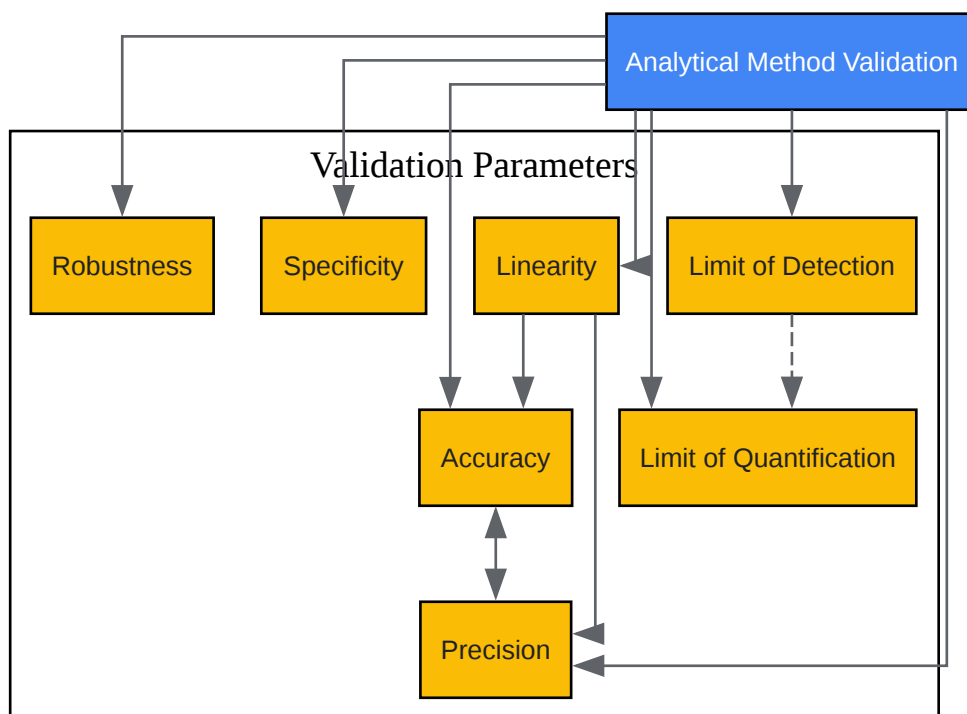 Analytical Method Validation
Validation Parameters
Robustness
Specificity
Linearity
Limit of Detection
Accuracy
Limit of Quantification
Precision